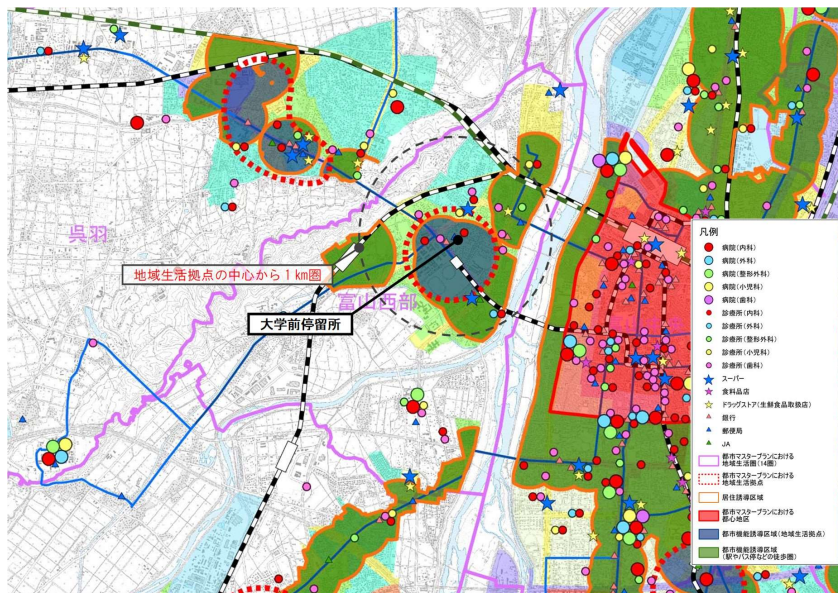 呉羽
地域生活拠点の中心から1km圏
富山西部
大学前停留所
凡例
病院(内科)
病院(外科)
病院(整形外科)
病院(小児科)
病院(歯科)
診療所(内科)
診療所(外科)
診療所(整形外科)
診療所(小児科)
診療所(歯科)
スーパー
食料品店
ドラッグストア(生鮮食品取扱店)
銀行
郵便局
JA
都市マスタープランにおける
地域生活圏(14圏)
都市マスタープランにおける
地域生活拠点
居住誘導区域
都市マスタープランにおける
都心地区
都市機能誘導区域(地域生活拠点)
都市機能誘導区域
(駅やバス停などの徒歩圏)